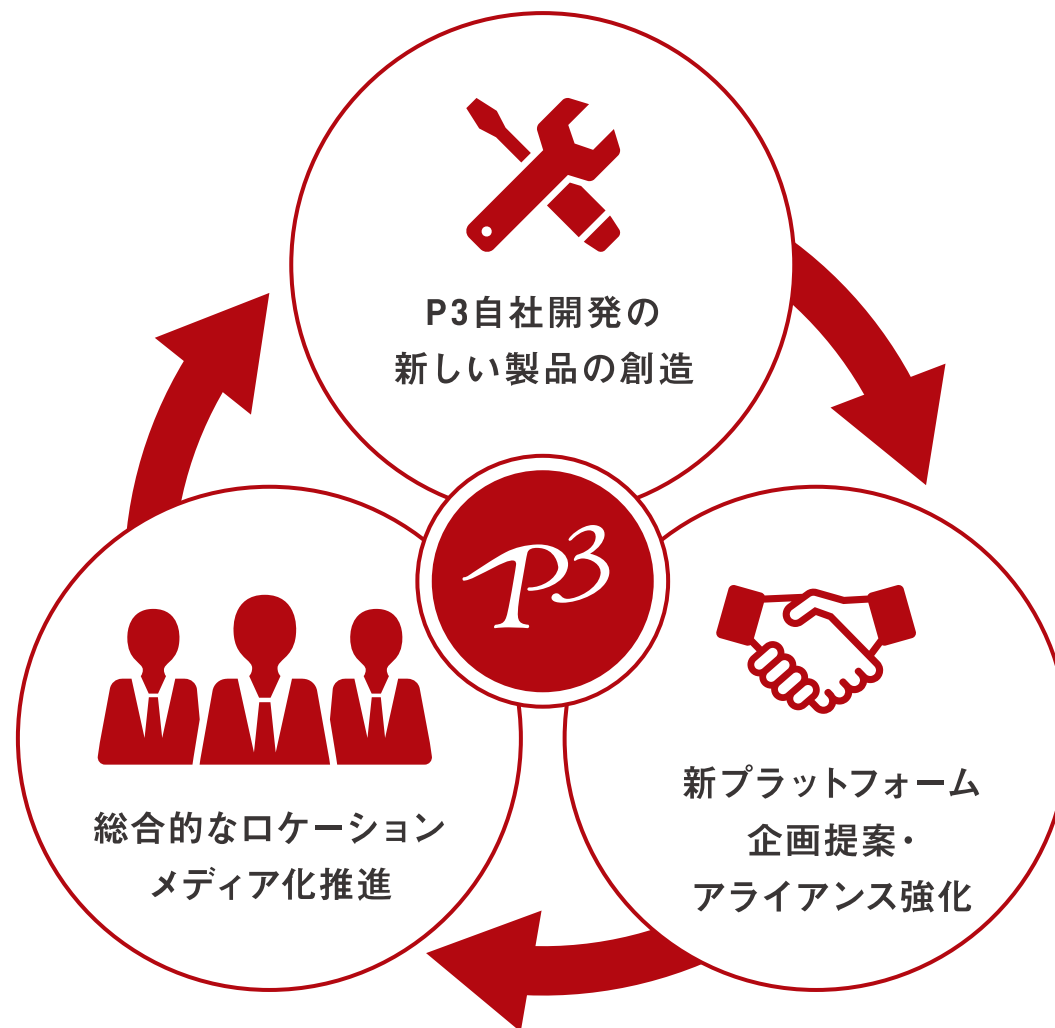 P3自社開発の
新しい製品の創造
P3
新プラットフォーム
企画提案・
アライアンス強化
総合的なロケーション
メディア化推進